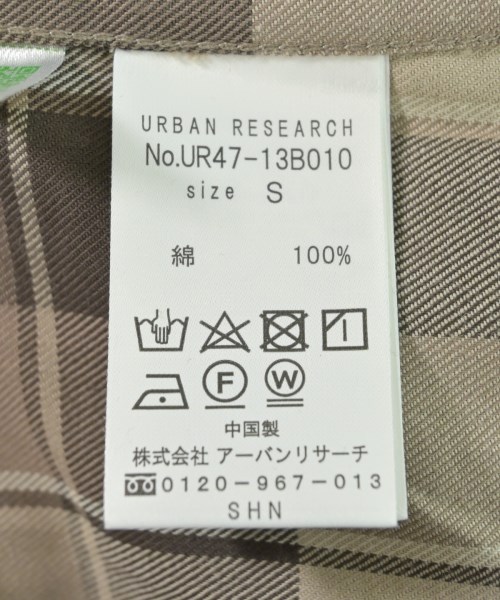 URBAN RESEARCH
No.UR47-13B010
size S
綿 100%
F W
中国製
株式会社 アーバンリサーチ
0120-967-013
SHN